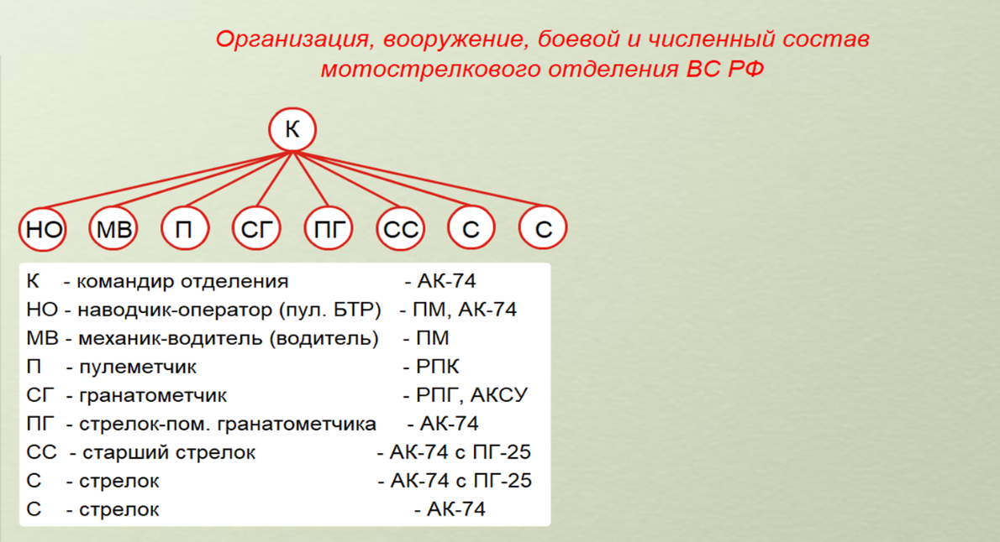 Организация, вооружение, боевой и численный состав
мотострелкового отделения ВС РФ
К
НО МВ П СГ ПГ СС С С
К - командир отделения - АК-74
НО - наводчик-оператор (пул. БТР) - ПМ, АК-74
МВ - механик-водитель (водитель) - ПМ
П - пулеметчик - РПК
СГ - гранатометчик - РПГ, АКСУ
ПГ - стрелок-пом. гранатометчика - АК-74
СС - старший стрелок - АК-74 с ПГ-25
С - стрелок - АК-74 с ПГ-25
С - стрелок - АК-74